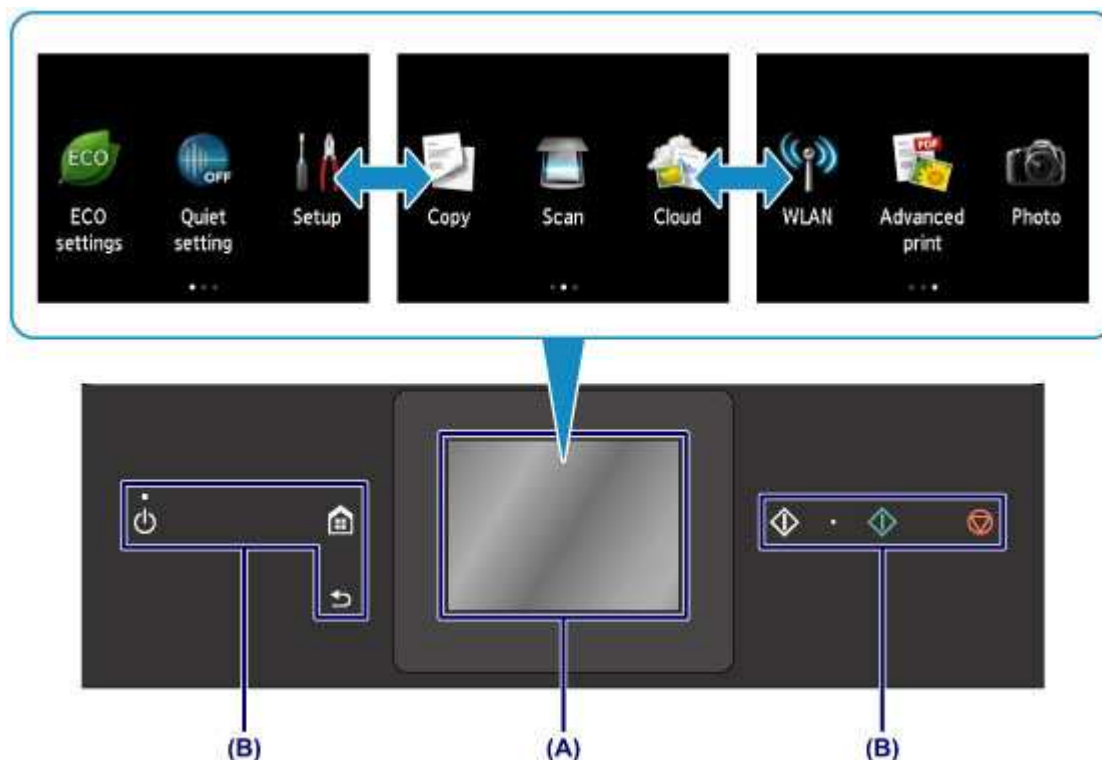 ECO
OFF
PDF
ECO settings
Quiet setting
Setup
Copy
Scan
Cloud
WLAN
Advanced print
Photo
(B)
(A)
(B)